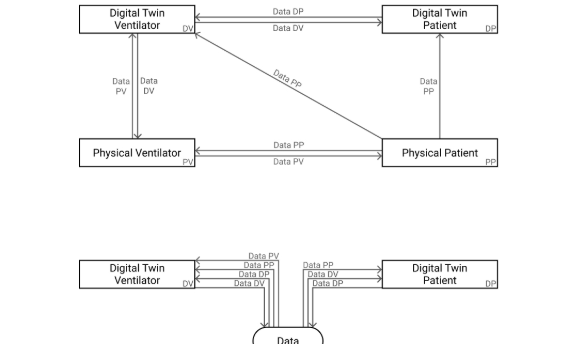 Digital Twin
Ventilator
DV
Data DP
Data DV
Digital Twin
Patient
DP
Data
PV
Data
DV
Data PP
Data
PP
Physical Ventilator
PV
Data PP
Data PV
Physical Patient
PP
Digital Twin
Ventilator
DV
Data PV
Data PP
Data DP
Data DV
Data PP
Data DV
Data DP
Digital Twin
Patient
DP
Data